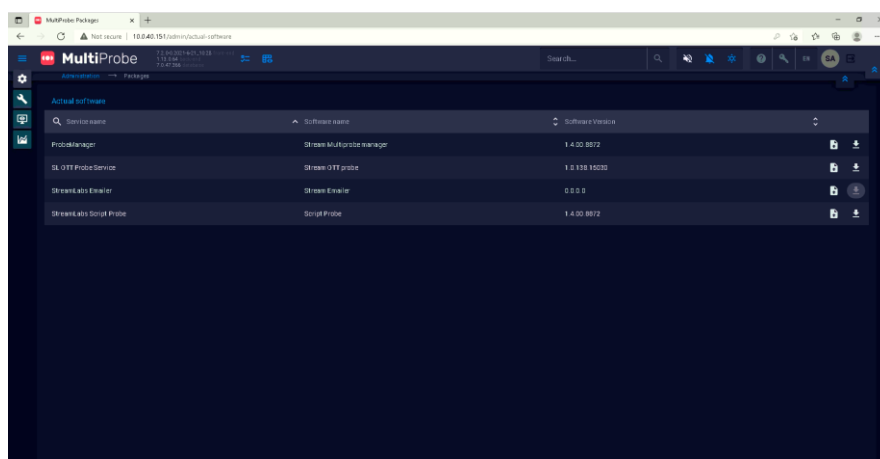 MultiProbe: Packages
Not secure | 10.0.40.151/admin/actual-software
MultiProbe
Search...
EN
SA
Administration → Packages
Actual software
Service name Software name Software Version
ProbeManager Stream Multiprobe manager 1.4.00.8872
SL OTT Probe Service Stream OTT probe 1.0.138.15030
StreamLabs Emailer Stream Emailer 0.0.0.0
StreamLabs Script Probe Script Probe 1.4.00.8872